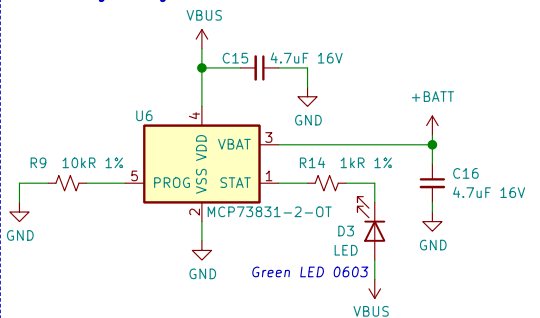 VBUS
C15 4.7uF 16V
GND
+BATT
U6
4
VDD
VBAT 3
R9 10kR 1%
5 PROG
VSS
STAT 1
R14 1kR 1%
C16
4.7uF 16V
2
MCP73831-2-OT
GND
GND
GND
D3
LED
Green LED 0603
VBUS